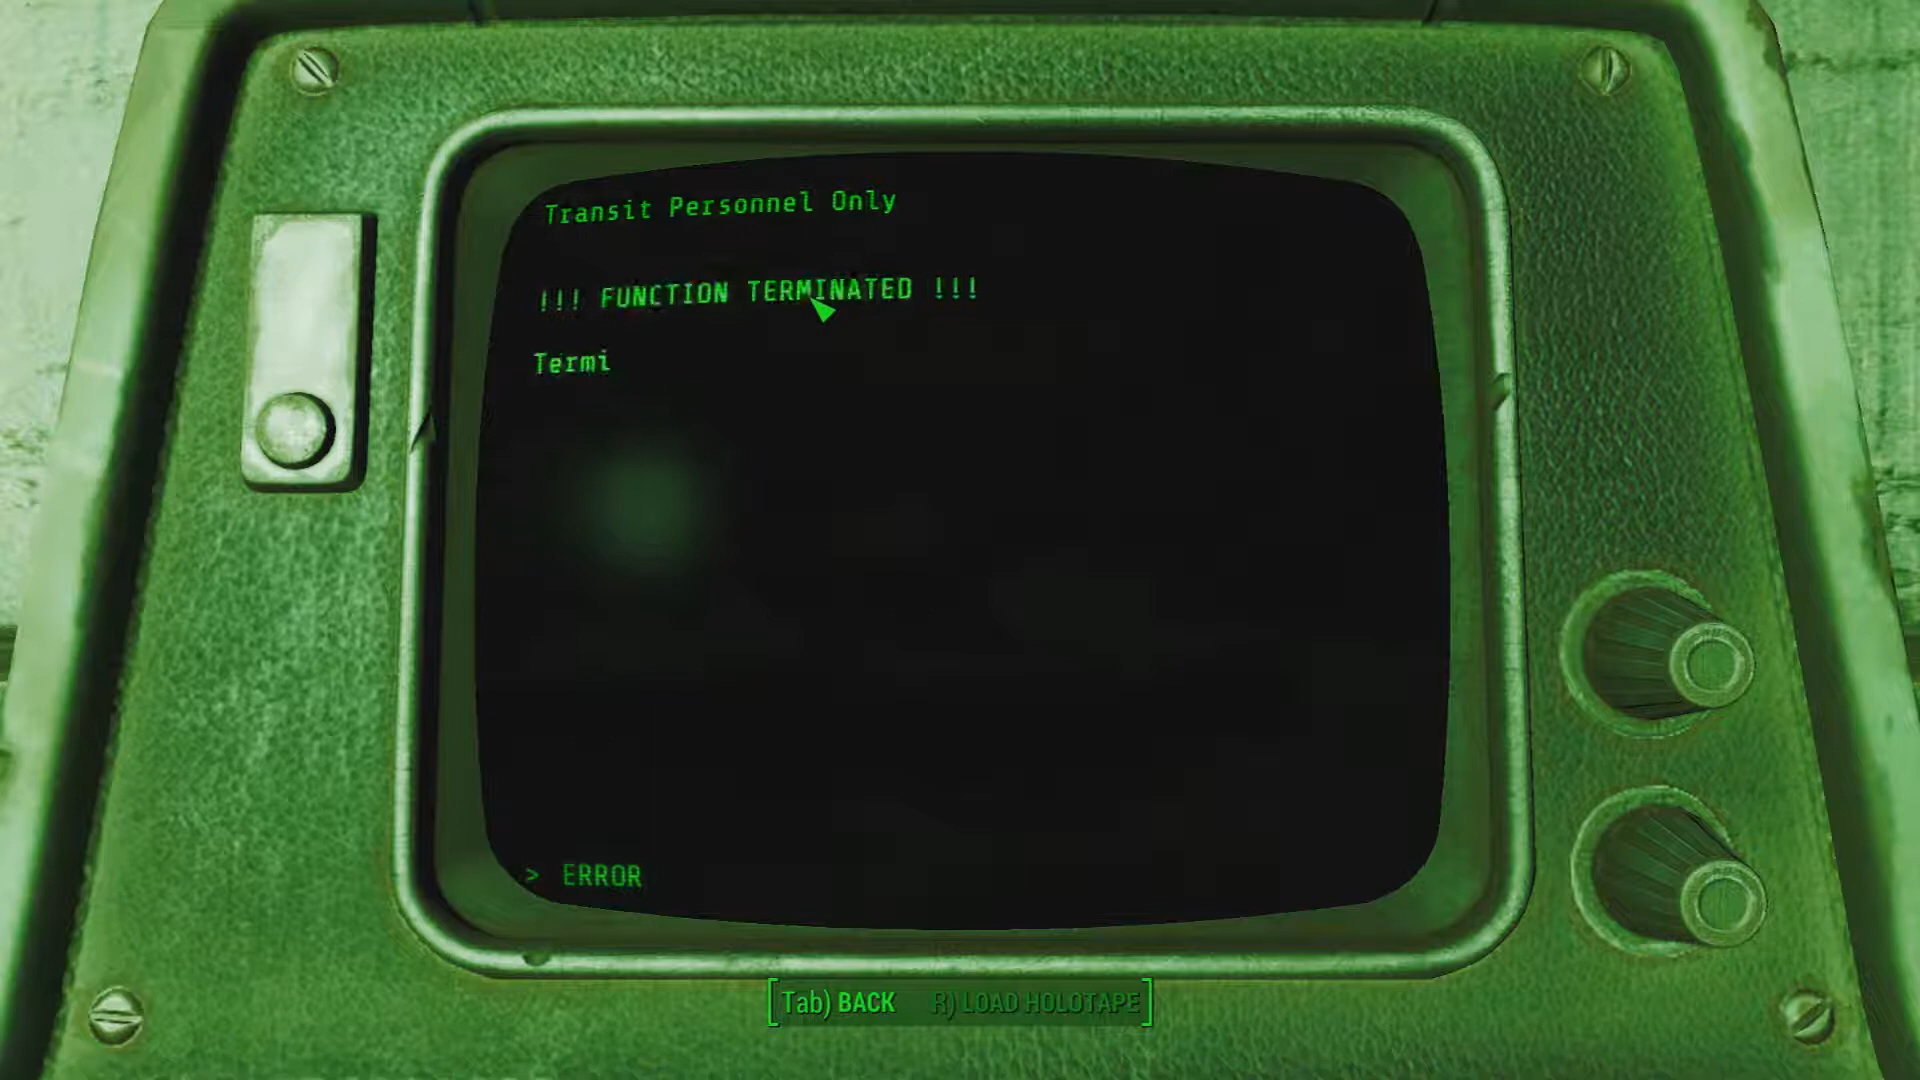 Transit Personnel Only
!!! FUNCTION TERMINATED !!!
Termi
> ERROR
[Tab) BACK R) LOAD HOLOTAPE]